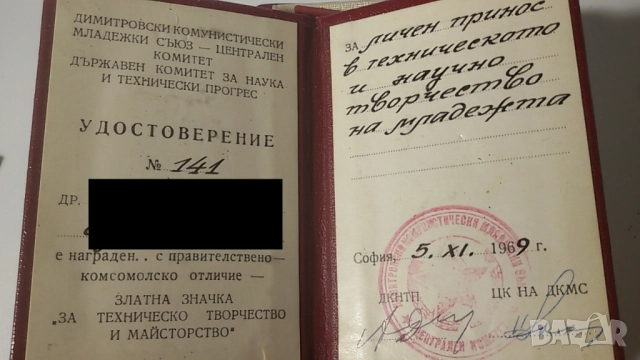 ДИМИТРОВСКИ КОМУНИСТИЧЕСКИ
МЛАДЕЖКИ СЪЮЗ — ЦЕНТРАЛЕН
КОМИТЕТ
ДЪРЖАВЕН КОМИТЕТ ЗА НАУКА
И ТЕХНИЧЕСКИ ПРОГРЕС
УДОСТОВЕРЕНИЕ
№ 141
ДР.
е награден.. с правителствено-
комсомолско отличие —
ЗЛАТНА ЗНАЧКА
"ЗА ТЕХНИЧЕСКО ТВОРЧЕСТВО
И МАЙСТОРСТВО"
ЗА личен принос
в техническото
и научно
творчество
на младежта
София, 5. XI. 1969 г.
ДКНТП ЦК НА ДКМС
BAZAR